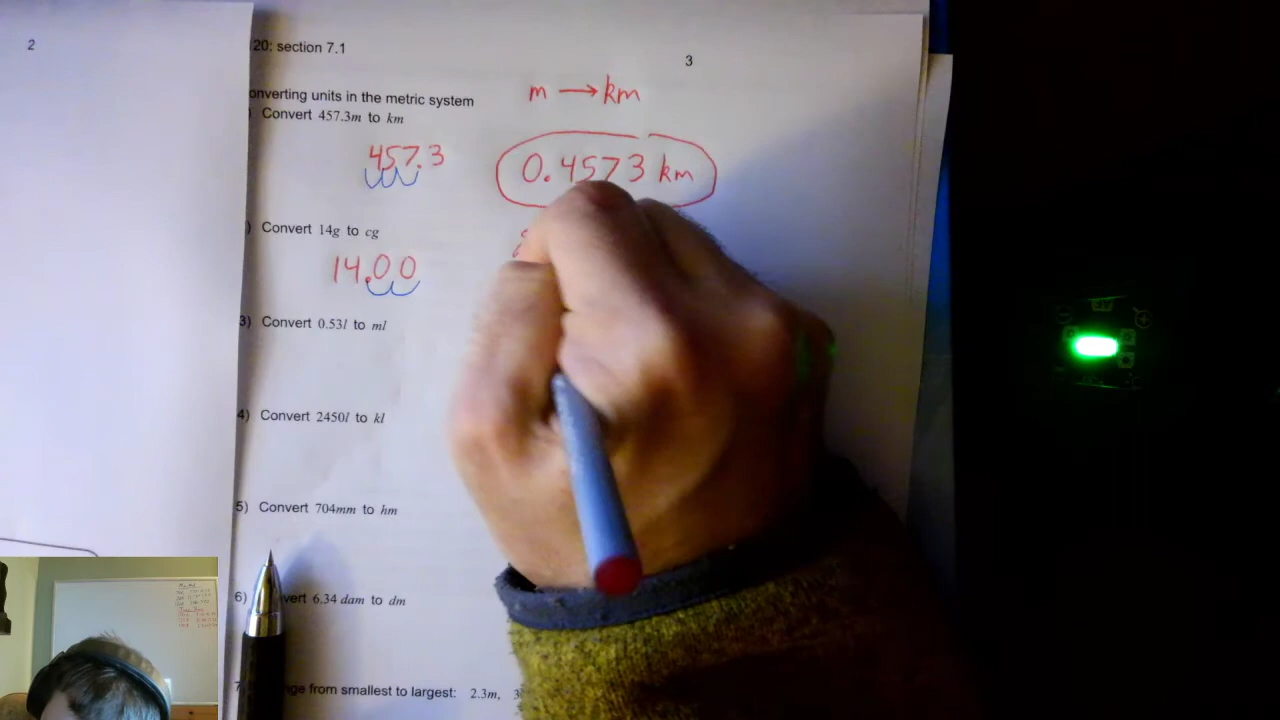 2
20: section 7.1
3
onverting units in the metric system
m → km
) Convert 457.3m to km
457.3
0.4573 km
) Convert 14g to cg
14.00
3) Convert 0.53l to ml
4) Convert 2450l to kl
5) Convert 704mm to hm
6) vert 6.34 dam to dm
7 nge from smallest to largest: 2.3m, 3